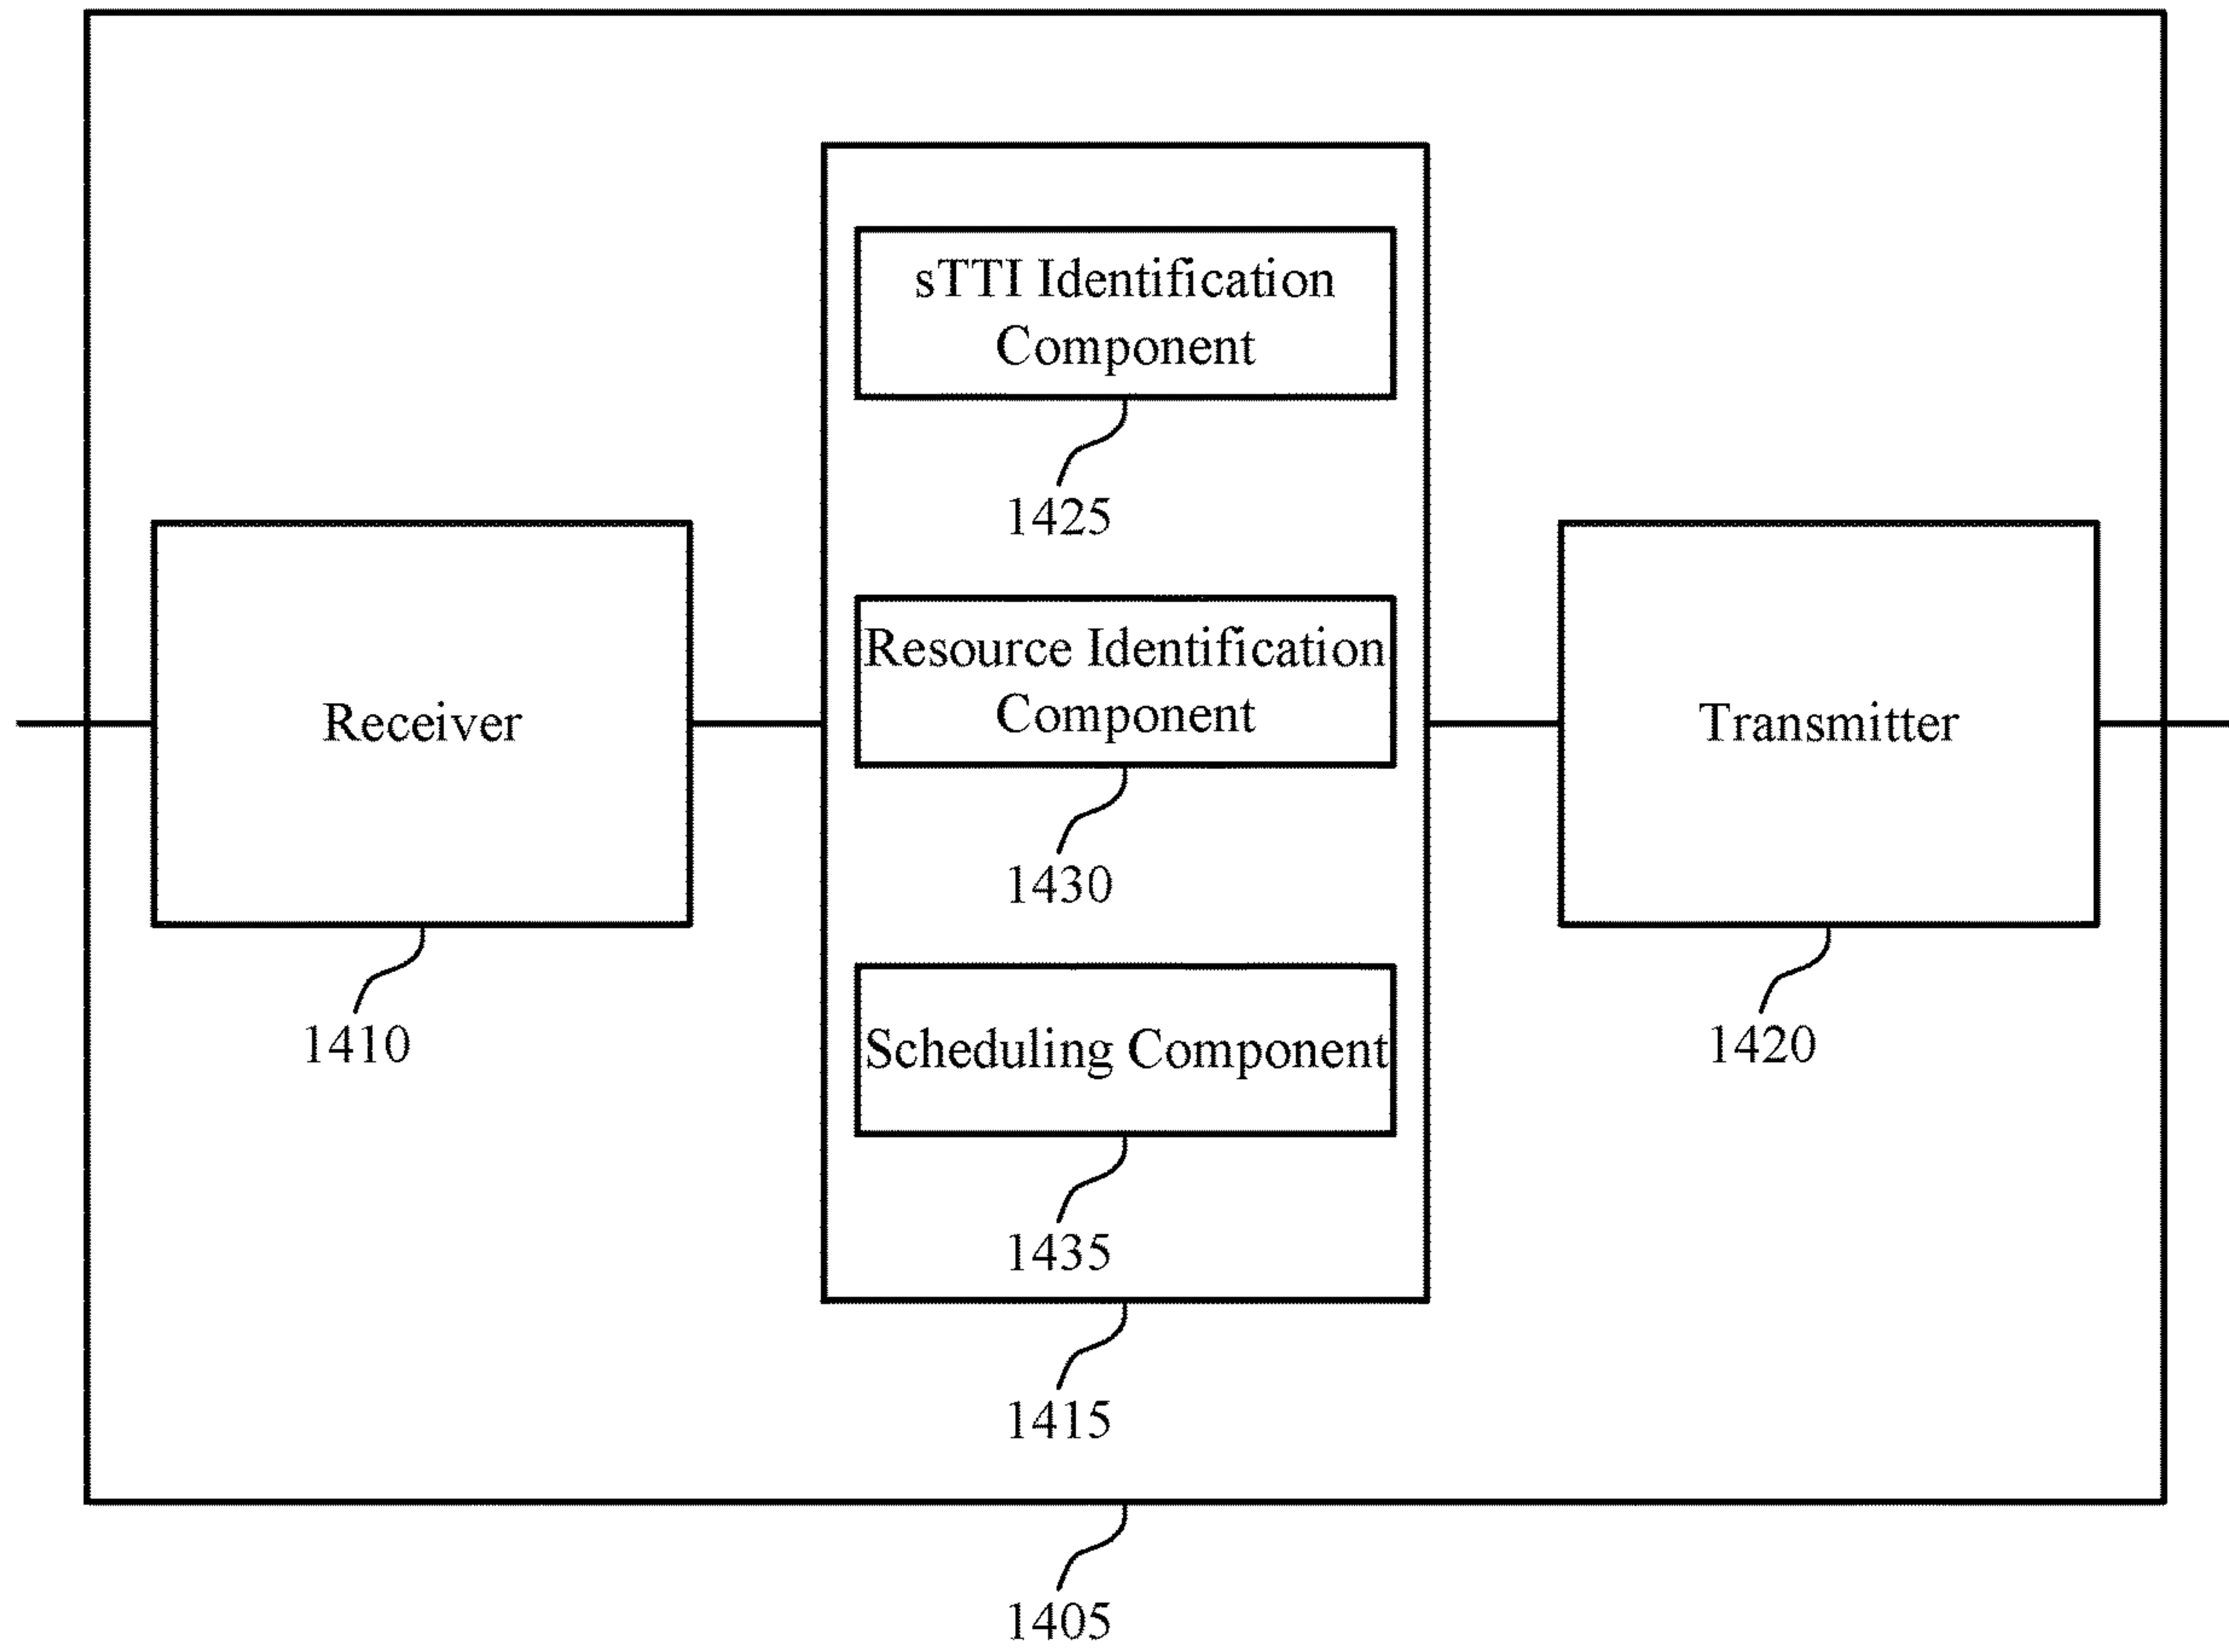 sTTI Identification
Component
1425
Resource Identification
Component
1430
Receiver
Transmitter
1410
1420
Scheduling Component
1435
1415
1405